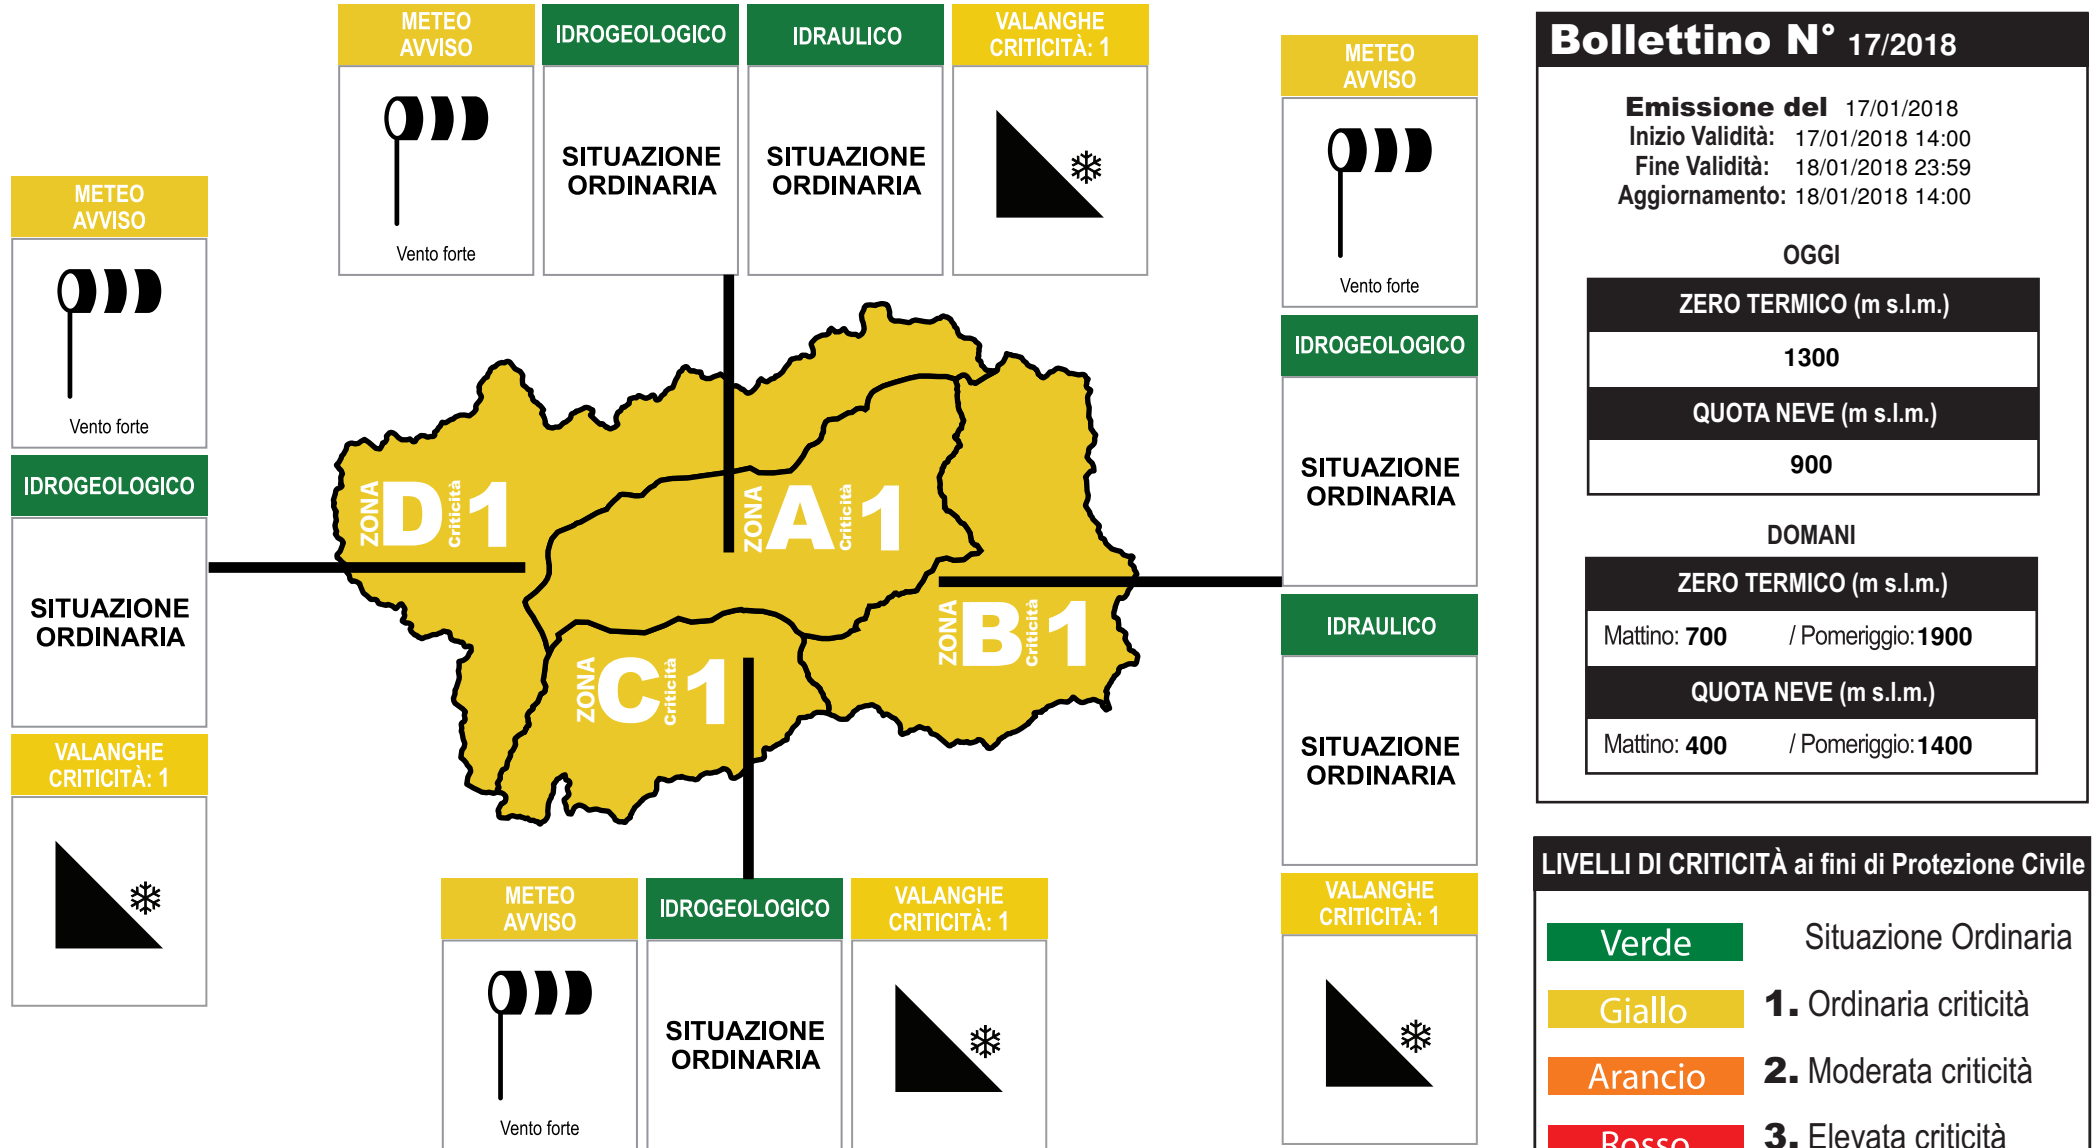 METEO
AVVISO
Vento forte
IDROGEOLOGICO
SITUAZIONE
ORDINARIA
IDRAULICO
SITUAZIONE
ORDINARIA
VALANGHE
CRITICITÀ: 1
METEO
AVVISO
Vento forte
IDROGEOLOGICO
SITUAZIONE
ORDINARIA
VALANGHE
CRITICITÀ: 1
METEO
AVVISO
Vento forte
IDROGEOLOGICO
SITUAZIONE
ORDINARIA
IDRAULICO
SITUAZIONE
ORDINARIA
VALANGHE
CRITICITÀ: 1
ZONA D Criticità 1
ZONA A Criticità 1
ZONA B Criticità 1
ZONA C Criticità 1
METEO
AVVISO
Vento forte
IDROGEOLOGICO
SITUAZIONE
ORDINARIA
VALANGHE
CRITICITÀ: 1
Bollettino N° 17/2018
Emissione del 17/01/2018
Inizio Validità: 17/01/2018 14:00
Fine Validità: 18/01/2018 23:59
Aggiornamento: 18/01/2018 14:00
OGGI
ZERO TERMICO (m s.l.m.)
1300
QUOTA NEVE (m s.l.m.)
900
DOMANI
ZERO TERMICO (m s.l.m.)
Mattino: 700 / Pomeriggio: 1900
QUOTA NEVE (m s.l.m.)
Mattino: 400 / Pomeriggio: 1400
LIVELLI DI CRITICITÀ ai fini di Protezione Civile
Verde Situazione Ordinaria
Giallo 1. Ordinaria criticità
Arancio 2. Moderata criticità
Rosso 3. Elevata criticità